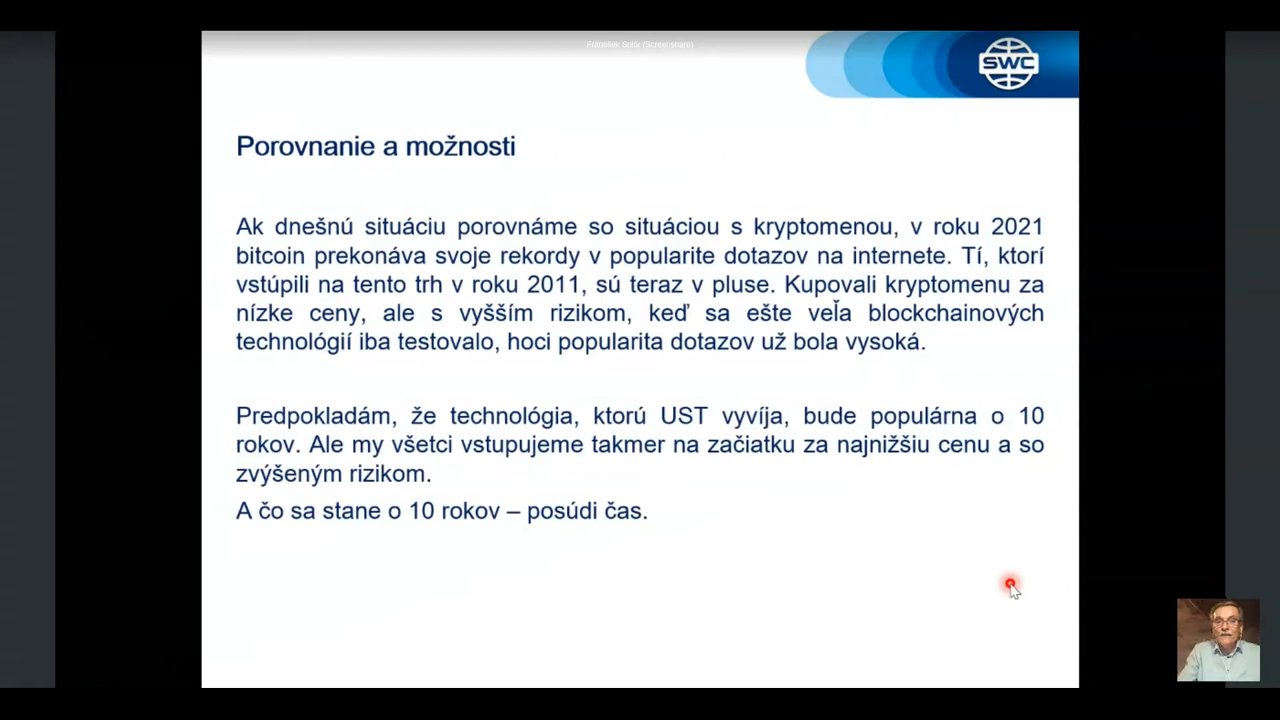 František Solár (Screenshare)
SWC
Porovnanie a možnosti
Ak dnešnú situáciu porovnáme so situáciou s kryptomenou, v roku 2021
bitcoin prekonáva svoje rekordy v popularite dotazov na internete. Tí, ktorí
vstúpili na tento trh v roku 2011, sú teraz v pluse. Kupovali kryptomenu za
nízke ceny, ale s vyšším rizikom, keď sa ešte veľa blockchainových
technológií iba testovalo, hoci popularita dotazov už bola vysoká.
Predpokladám, že technológia, ktorú UST vyvíja, bude populárna o 10
rokov. Ale my všetci vstupujeme takmer na začiatku za najnižšiu cenu a so
zvýšeným rizikom.
A čo sa stane o 10 rokov – posúdi čas.